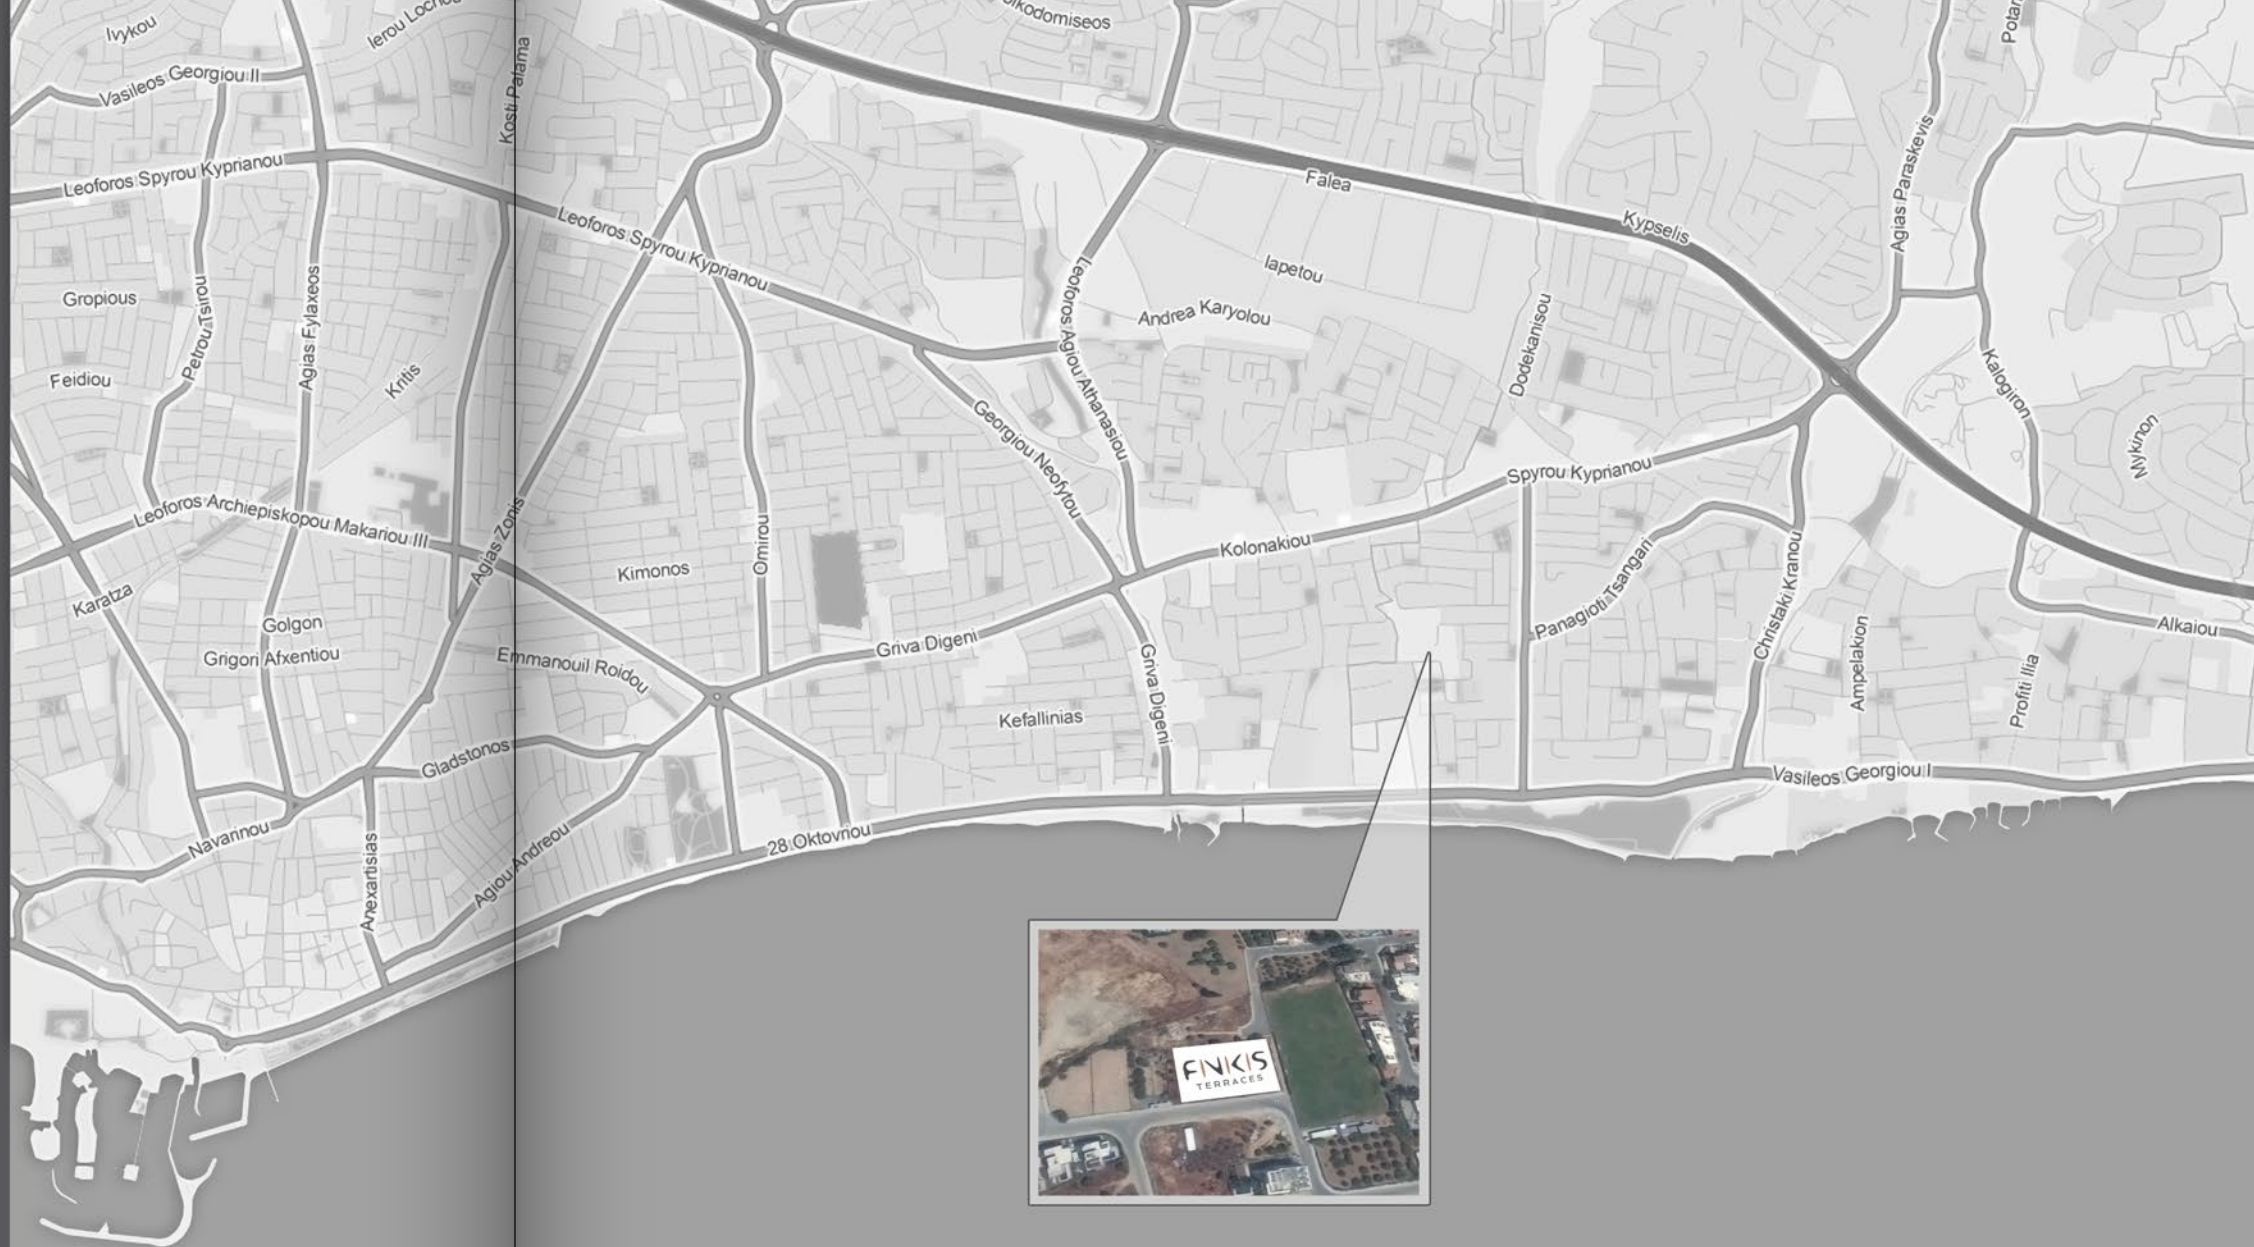 Ivykou
Vasileos Georgiou II
Kosti Palama
Leoforos Spyrou Kyprianou
Leoforos Spyrou Kyprianou
Falea
Kypselis
Agias Paraskevis
Iapetou
Andrea Karyolou
Leoforos Agiou Athanasiou
Dodekanisou
Kalogiron
Mykinon
Gropious
Petrou Tsirou
Agias Fylaxeos
Feidiou
Kritis
Georgiou Neofytou
Leoforos Archiepiskopou Makariou III
Agias Zonis
Omirou
Kimonos
Kolonakiou
Spyrou Kyprianou
Panagioti Tsangari
Christaki Kranou
Ampelakion
Profiti Ilia
Alkaiou
Karatza
Golgon
Grigori Afxentiou
Emmanouil Roidou
Griva Digeni
Griva Digeni
Kefallinias
Gladstonos
Vasileos Georgiou I
Navarinou
Anexartisias
Agiou Andreou
28 Oktovriou
FINIKIS
TERRACES